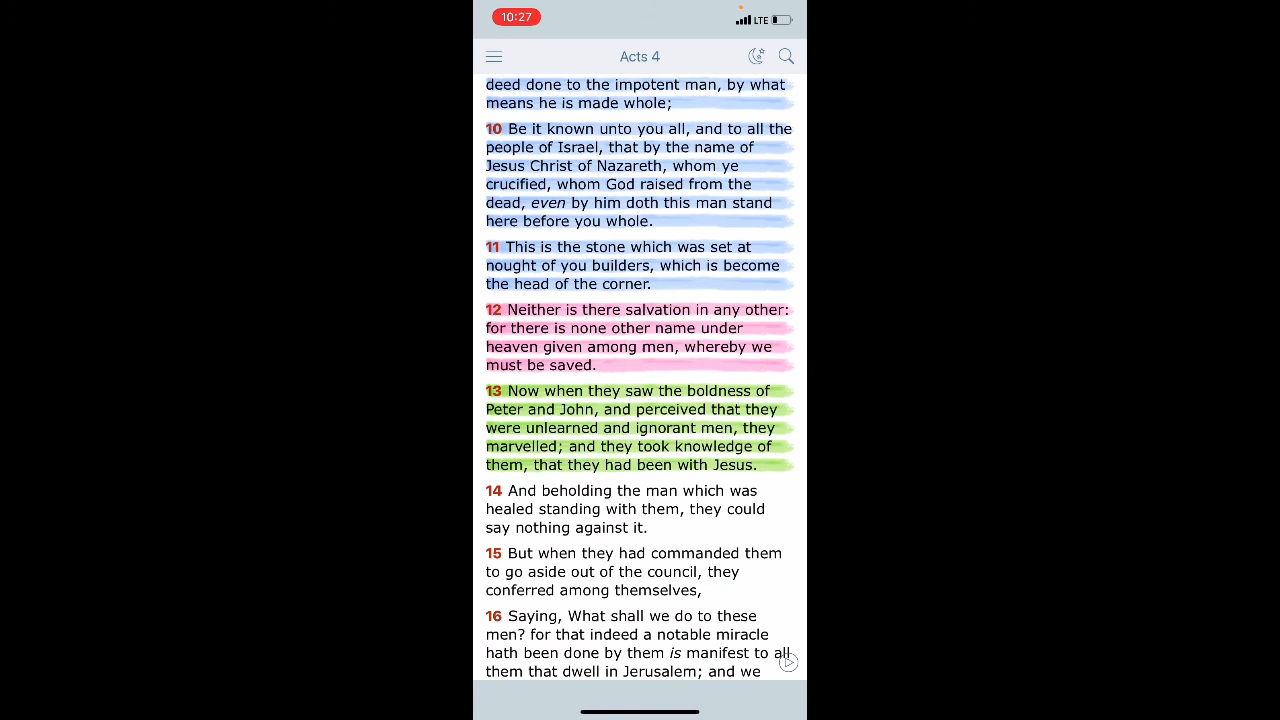 10:27
LTE
Acts 4
deed done to the impotent man, by what
means he is made whole;
10 Be it known unto you all, and to all the
people of Israel, that by the name of
Jesus Christ of Nazareth, whom ye
crucified, whom God raised from the
dead, even by him doth this man stand
here before you whole.
11 This is the stone which was set at
nought of you builders, which is become
the head of the corner.
12 Neither is there salvation in any other:
for there is none other name under
heaven given among men, whereby we
must be saved.
13 Now when they saw the boldness of
Peter and John, and perceived that they
were unlearned and ignorant men, they
marvelled; and they took knowledge of
them, that they had been with Jesus.
14 And beholding the man which was
healed standing with them, they could
say nothing against it.
15 But when they had commanded them
to go aside out of the council, they
conferred among themselves,
16 Saying, What shall we do to these
men? for that indeed a notable miracle
hath been done by them is manifest to all
them that dwell in Jerusalem; and we